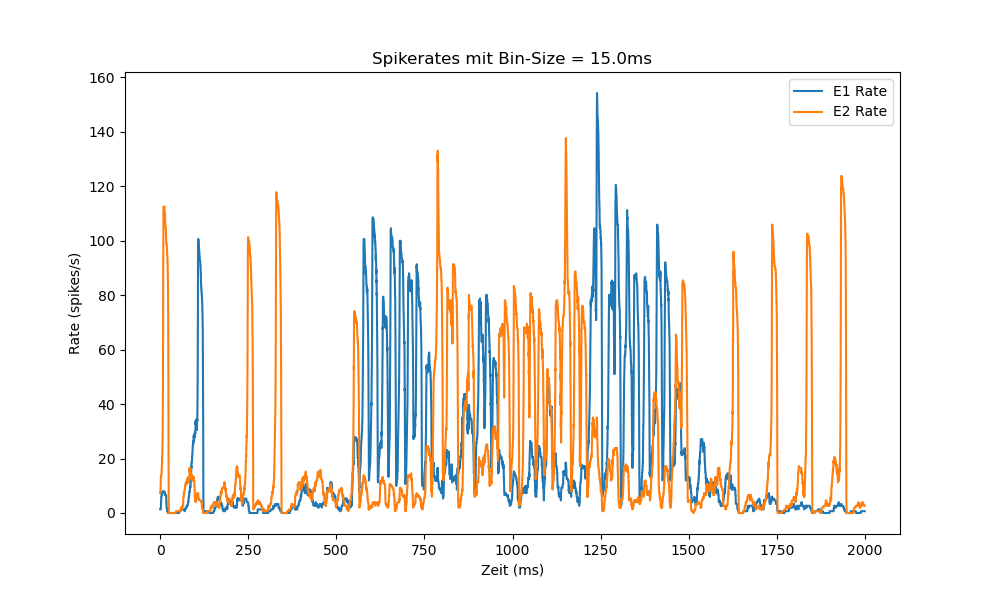 Spikerates mit Bin-Size = 15.0ms
E1 Rate
E2 Rate
Rate (spikes/s)
160
140
120
100
80
60
40
20
0
0 250 500 750 1000 1250 1500 1750 2000
Zeit (ms)